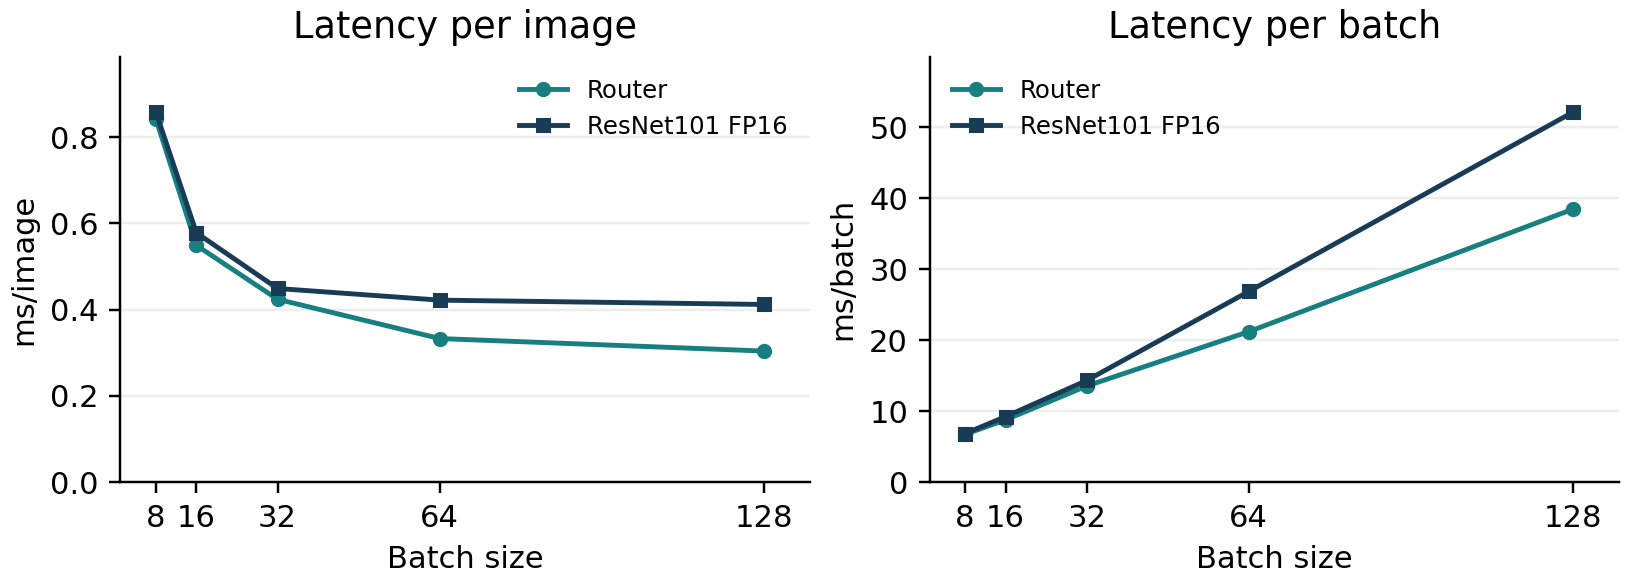 Latency per image
Router
ResNet101 FP16
ms/image
0.8
0.6
0.4
0.2
0.0
8 16 32 64 128
Batch size
Latency per batch
Router
ResNet101 FP16
ms/batch
50
40
30
20
10
0
8 16 32 64 128
Batch size